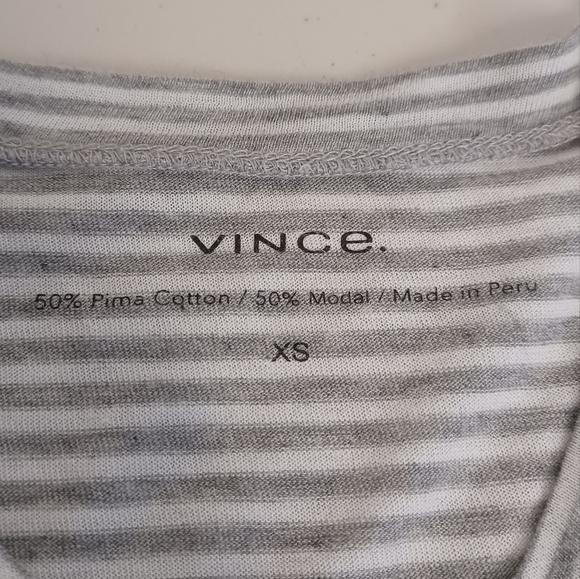 VINCE.
50% Pima Cotton / 50% Modal / Made in Peru
XS